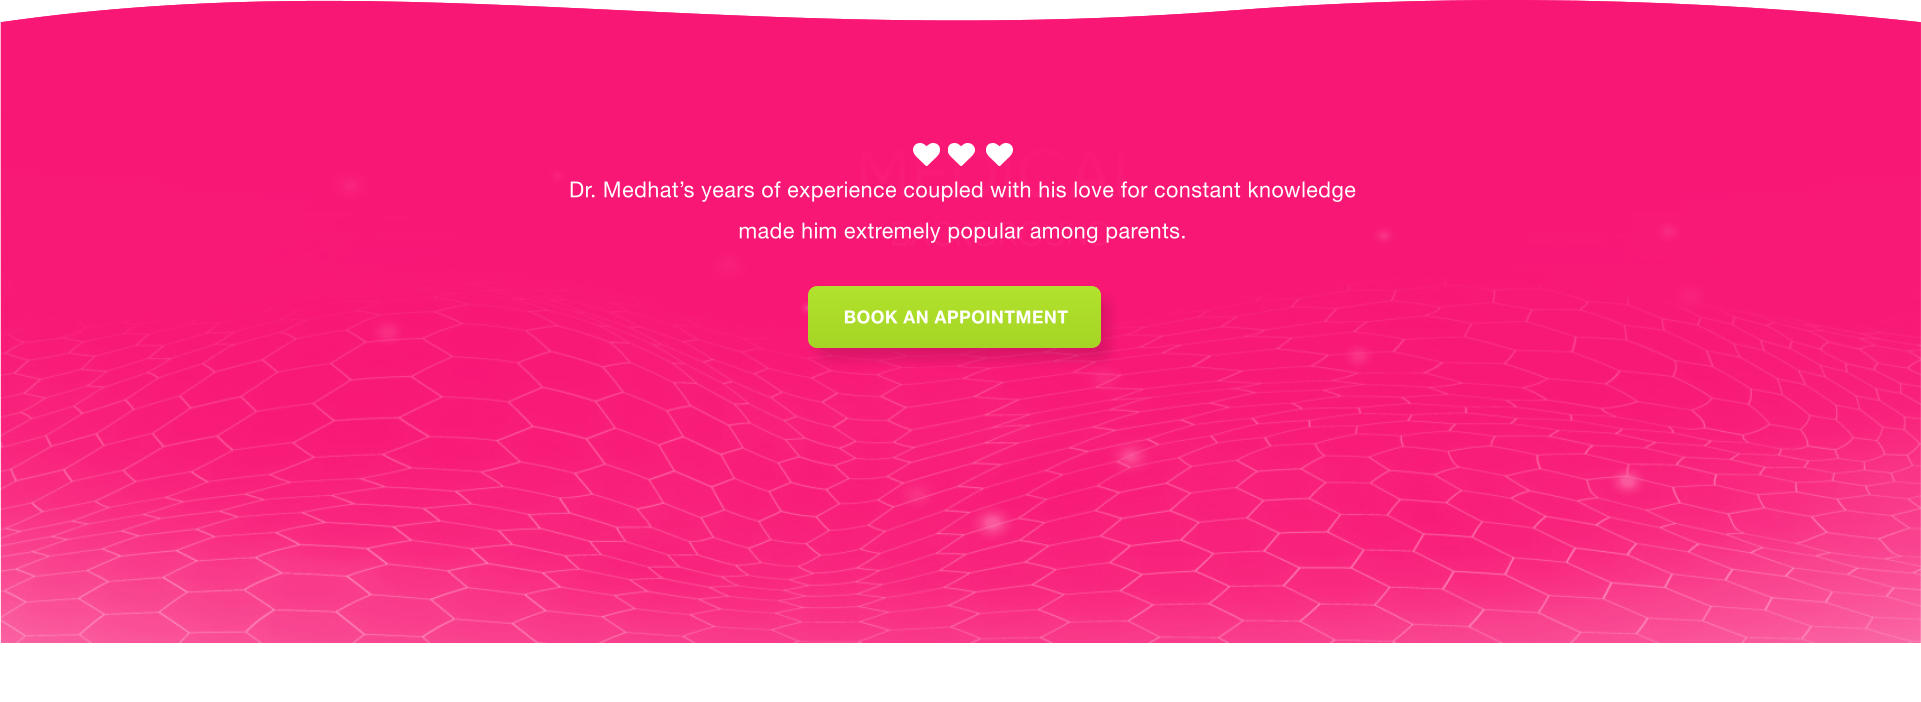 Dr. Medhat’s years of experience coupled with his love for constant knowledge
made him extremely popular among parents.
BOOK AN APPOINTMENT